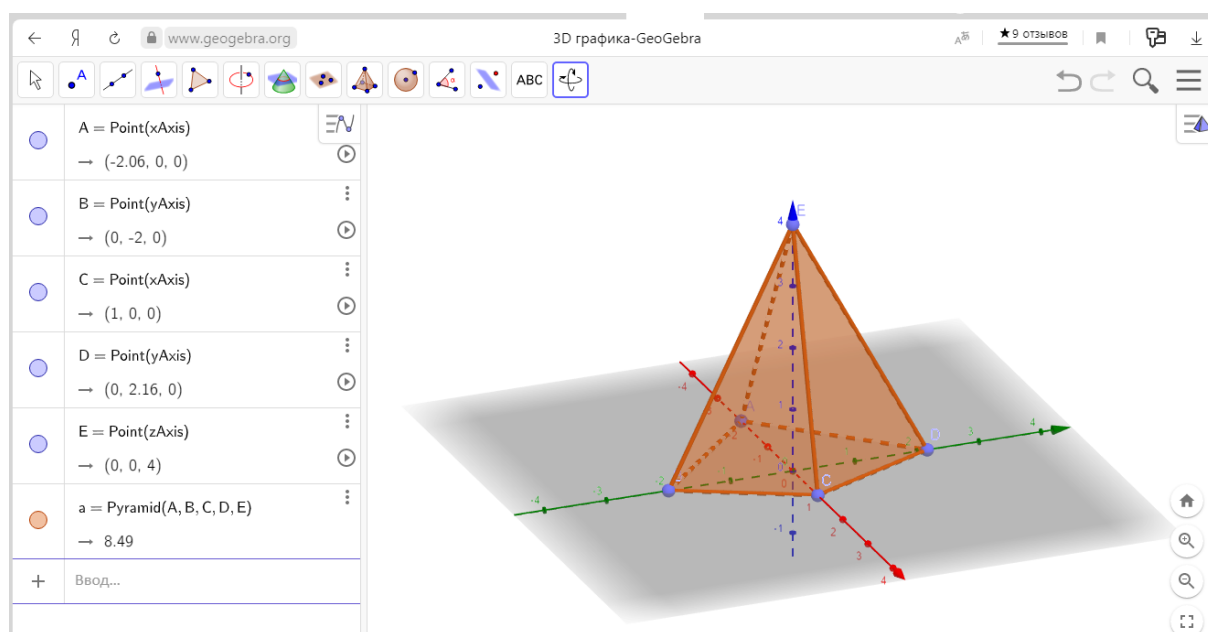 www.geogebra.org
3D графика-GeoGebra
★9 отзывов
ABC
A = Point(xAxis)
→ (-2.06, 0, 0)
B = Point(yAxis)
→ (0, -2, 0)
C = Point(xAxis)
→ (1, 0, 0)
D = Point(yAxis)
→ (0, 2.16, 0)
E = Point(zAxis)
→ (0, 0, 4)
a = Pyramid(A, B, C, D, E)
→ 8.49
+ Ввод...
E
4
3
2
-4
1
A
D
3
4
-2
0
-1
-3
C
-4
1
-1
2
3
4